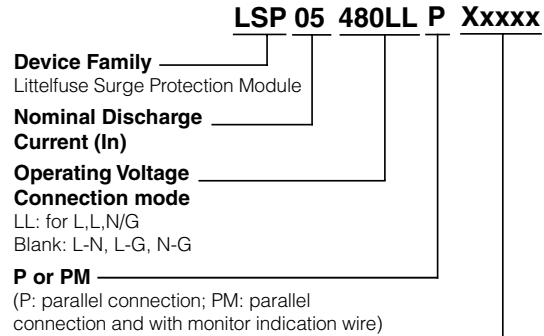 LSP 05 480LL P Xxxxx
Device Family
Littelfuse Surge Protection Module
Nominal Discharge
Current (In)
Operating Voltage
Connection mode
LL: for L,L,N/G
Blank: L-N, L-G, N-G
P or PM
(P: parallel connection; PM: parallel
connection and with monitor indication wire)